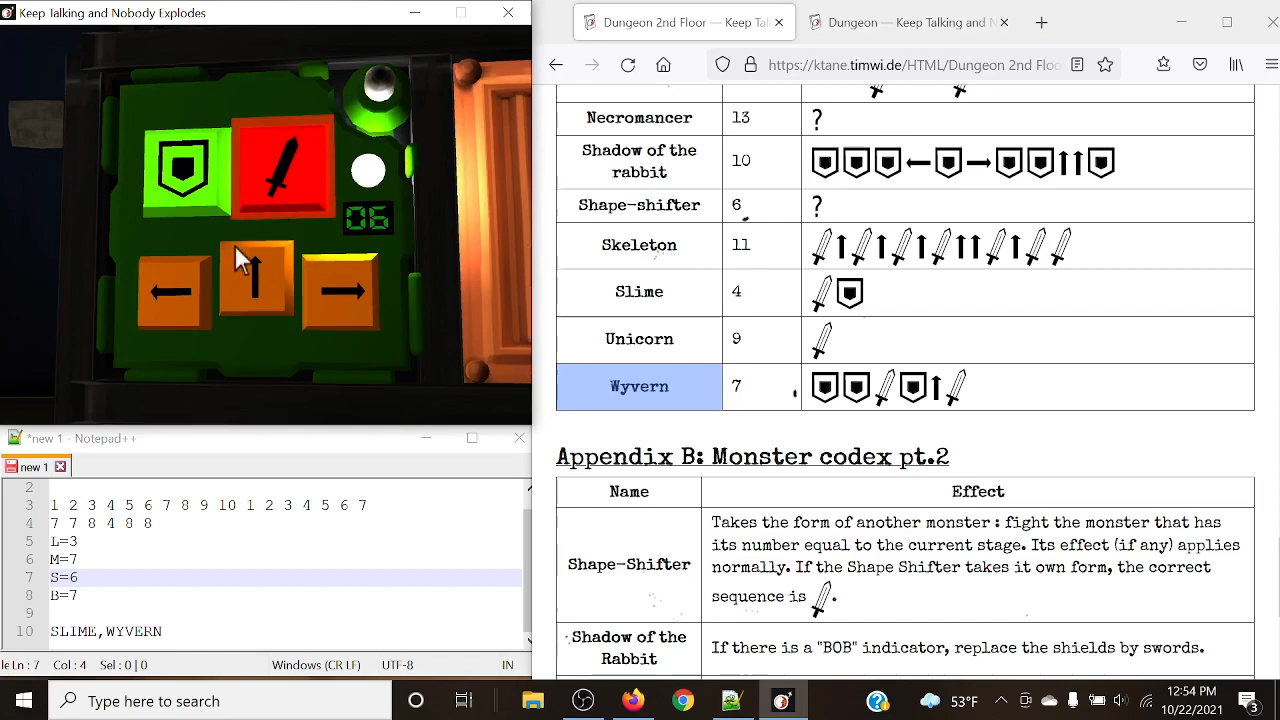 Keep Talking and Nobody Explodes
06
*new 1 - Notepad++
new 1
2
3 1 2 3 4 5 6 7 8 9 10 1 2 3 4 5 6 7
4 7 7 8 4 8 8
5 L=3
6 M=7
7 S=6
8 B=7
9
10 SLIME,WYVERN
le Ln : 7 Col : 4 Sel : 0 | 0 Windows (CR LF) UTF-8 IN
Dungeon 2nd Floor — Keep Tal
Dungeon — Keep Talking and N
https://ktane.timwi.de/HTML/Dungeon 2nd Floo
Necromancer 13 ?
Shadow of the
rabbit 10
Shape-shifter 6 ?
Skeleton 11
Slime 4
Unicorn 9
Wyvern 7
Appendix B: Monster codex pt.2
Name Effect
Shape-Shifter
Takes the form of another monster : fight the monster that has
its number equal to the current stage. Its effect (if any) applies
normally. If the Shape Shifter takes it own form, the correct
sequence is .
Shadow of the
Rabbit
If there is a "BOB" indicator, replace the shields by swords.
Type here to search
53°F
12:54 PM
10/22/2021
3